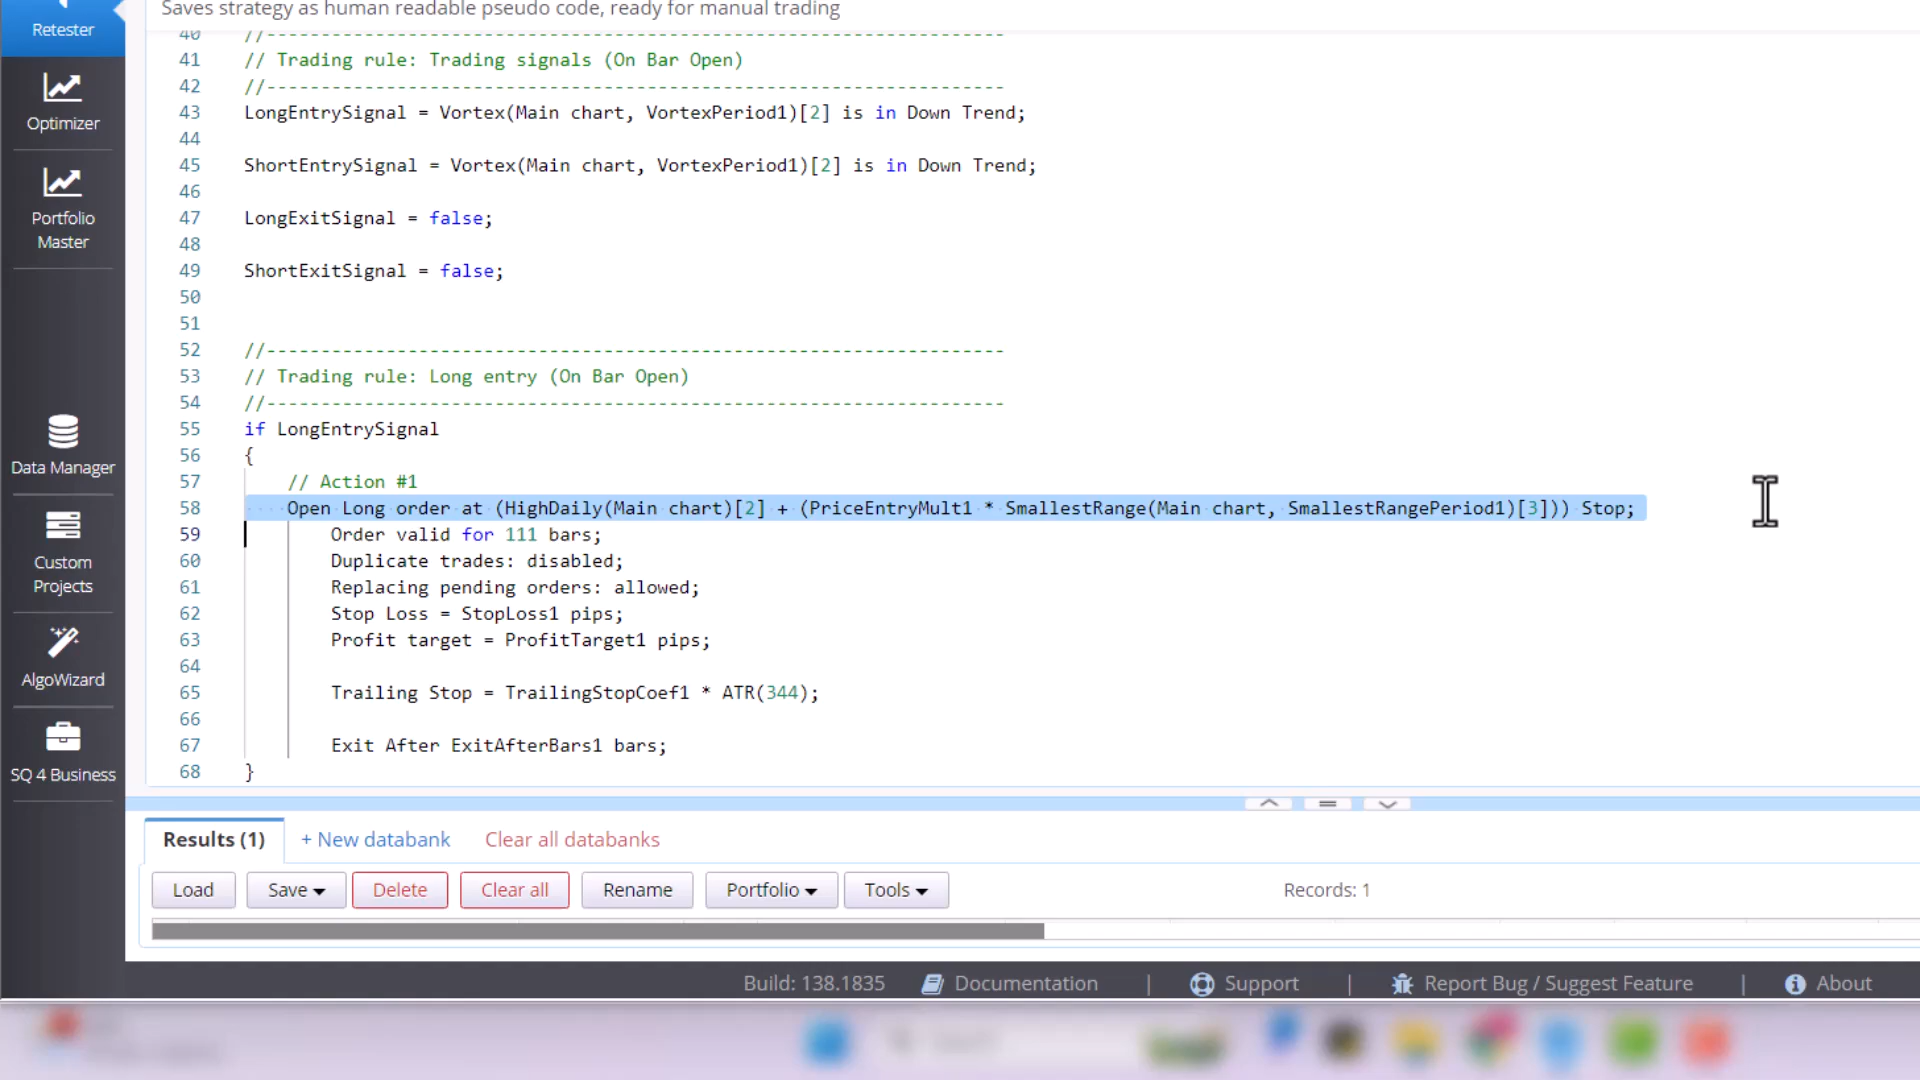 Retester
Optimizer
Portfolio
Master
Data Manager
Custom
Projects
AlgoWizard
SQ 4 Business
Saves strategy as human readable pseudo code, ready for manual trading
40 //--------------------------------------------------------------------
41 // Trading rule: Trading signals (On Bar Open)
42 //--------------------------------------------------------------------
43 LongEntrySignal = Vortex(Main chart, VortexPeriod1)[2] is in Down Trend;
44
45 ShortEntrySignal = Vortex(Main chart, VortexPeriod1)[2] is in Down Trend;
46
47 LongExitSignal = false;
48
49 ShortExitSignal = false;
50
51
52 //--------------------------------------------------------------------
53 // Trading rule: Long entry (On Bar Open)
54 //--------------------------------------------------------------------
55 if LongEntrySignal
56 {
57 // Action #1
58 Open Long order at (HighDaily(Main chart)[2] + (PriceEntryMult1 * SmallestRange(Main chart, SmallestRangePeriod1)[3])) Stop;
59 Order valid for 111 bars;
60 Duplicate trades: disabled;
61 Replacing pending orders: allowed;
62 Stop Loss = StopLoss1 pips;
63 Profit target = ProfitTarget1 pips;
64
65 Trailing Stop = TrailingStopCoef1 * ATR(344);
66
67 Exit After ExitAfterBars1 bars;
68 }
Results (1) + New databank Clear all databanks
Load Save Delete Clear all Rename Portfolio Tools Records: 1
Build: 138.1835 Documentation | Support | Report Bug / Suggest Feature | About